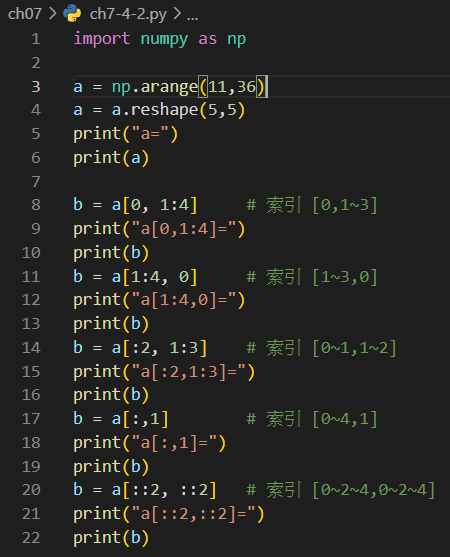 ch07 > ch7-4-2.py > ...
1 import numpy as np
2
3 a = np.arange(11,36)
4 a = a.reshape(5,5)
5 print("a=")
6 print(a)
7
8 b = a[0, 1:4]     # 索引 [0,1~3]
9 print("a[0,1:4]=")
10 print(b)
11 b = a[1:4, 0]     # 索引 [1~3,0]
12 print("a[1:4,0]=")
13 print(b)
14 b = a[:2, 1:3]    # 索引 [0~1,1~2]
15 print("a[:2,1:3]=")
16 print(b)
17 b = a[:,1]        # 索引 [0~4,1]
18 print("a[:,1]=")
19 print(b)
20 b = a[::2, ::2]   # 索引 [0~2~4,0~2~4]
21 print("a[::2,::2]=")
22 print(b)